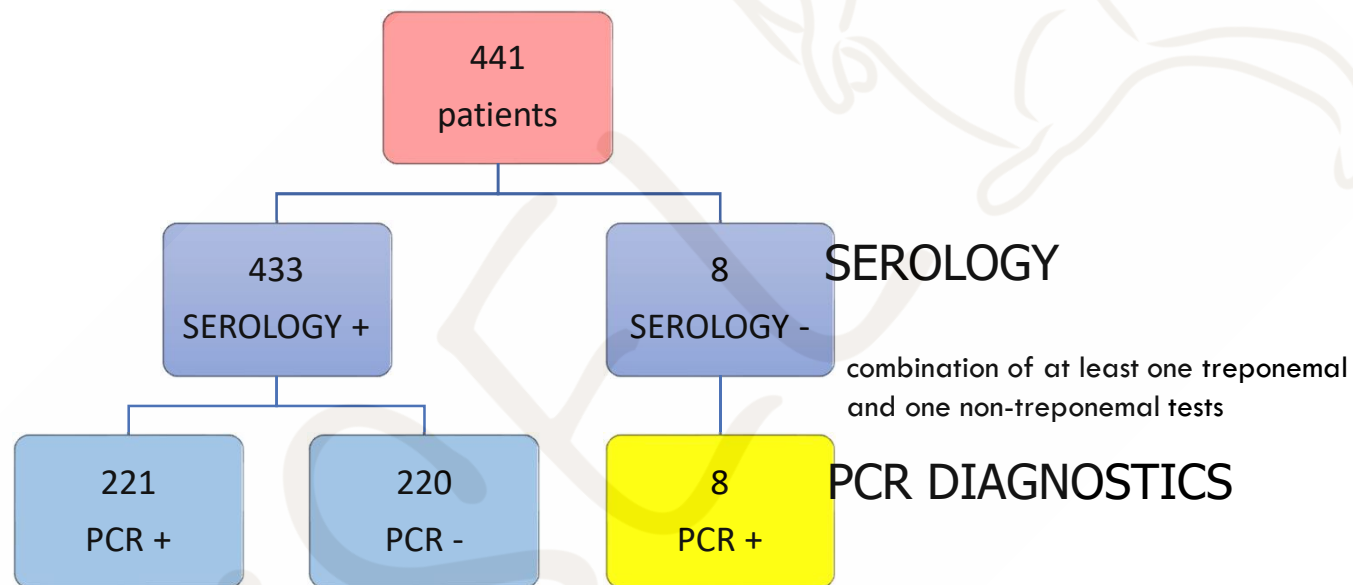 441
patients
433
SEROLOGY +
8
SEROLOGY -
SEROLOGY
combination of at least one treponemal
and one non-treponemal tests
221
PCR +
220
PCR -
8
PCR +
PCR DIAGNOSTICS